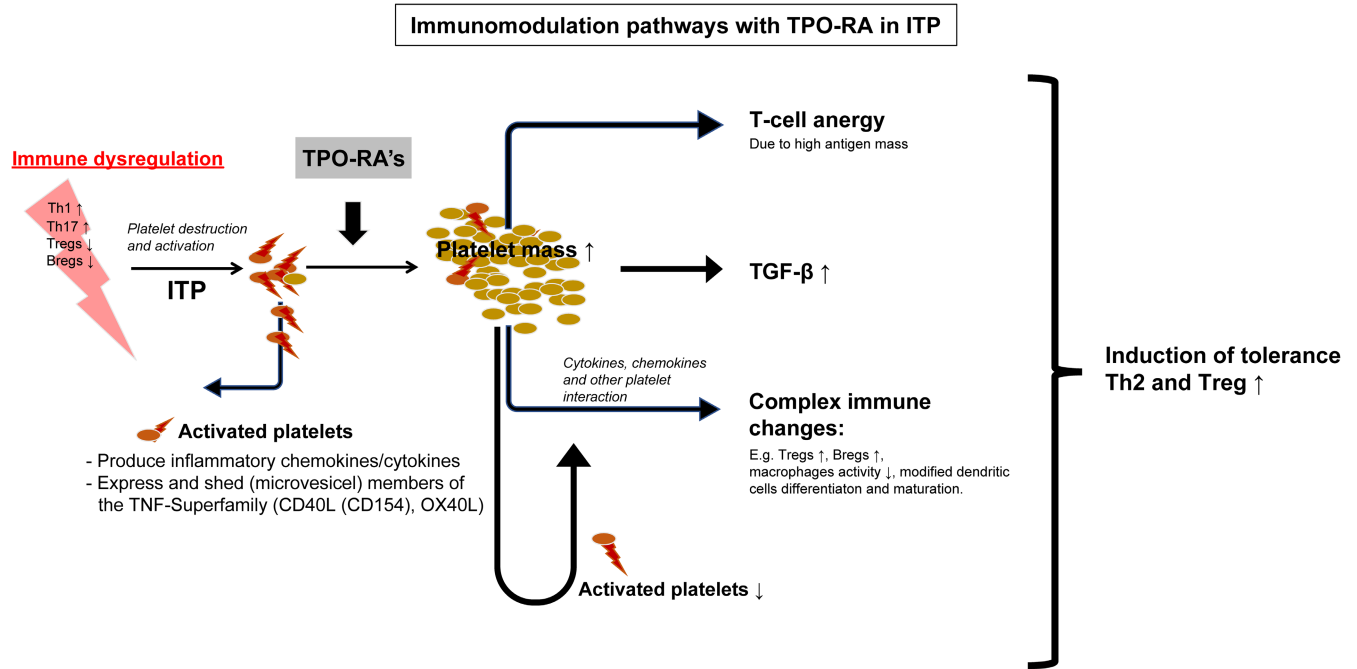 Immunomodulation pathways with TPO-RA in ITP
Immune dysregulation
Th1 ↑
Th17 ↑
Tregs ↓
Bregs ↓
Platelet destruction
and activation
ITP
TPO-RA's
Platelet mass ↑
T-cell anergy
Due to high antigen mass
TGF-β ↑
Cytokines, chemokines
and other platelet
interaction
Complex immune
changes:
E.g. Tregs ↑, Bregs ↑,
macrophages activity ↓, modified dendritic
cells differentiaton and maturation.
Activated platelets
- Produce inflammatory chemokines/cytokines
- Express and shed (microvesicel) members of
the TNF-Superfamily (CD40L (CD154), OX40L)
Activated platelets ↓
Induction of tolerance
Th2 and Treg ↑